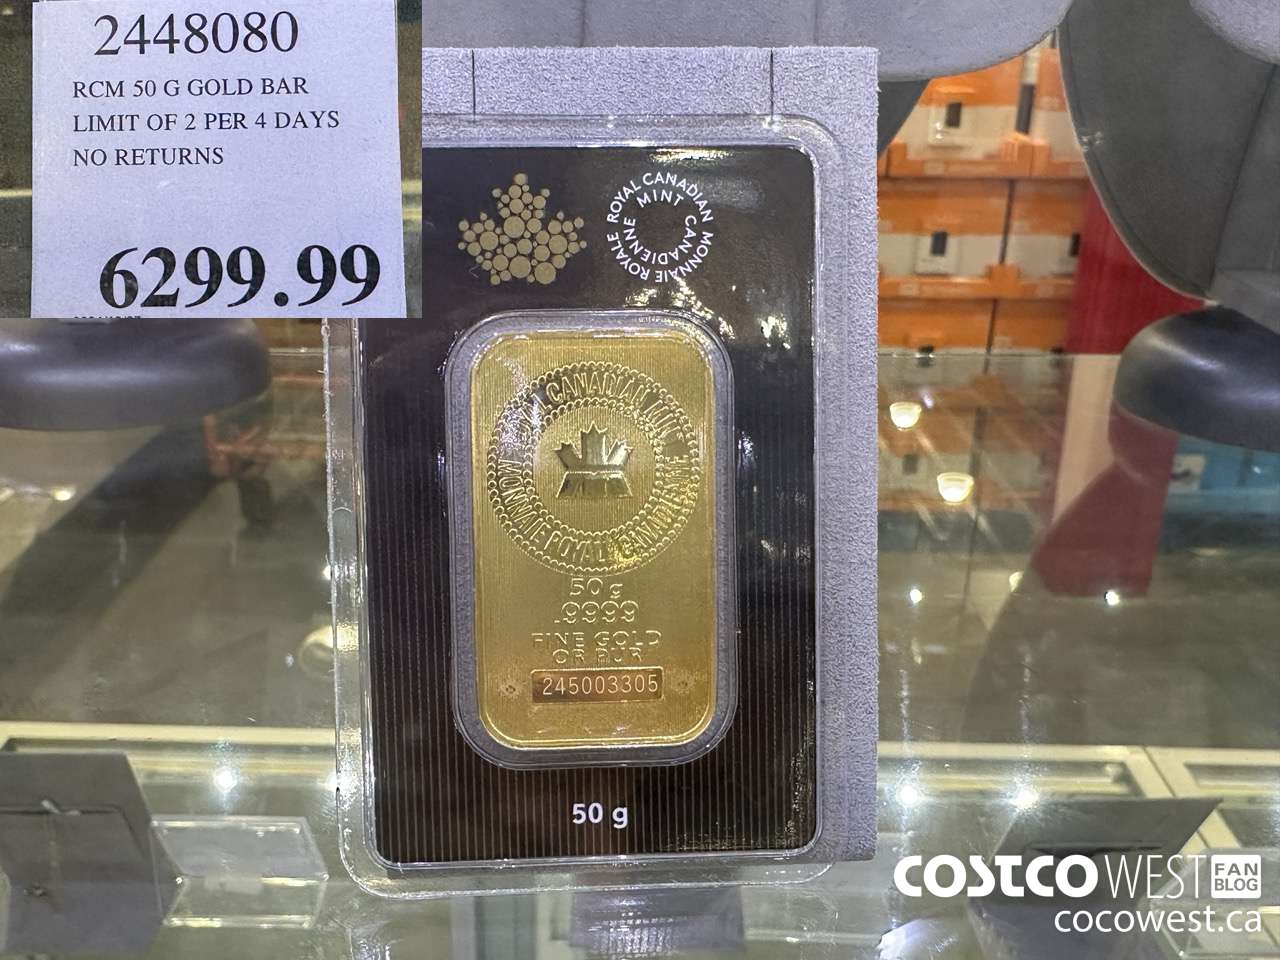 2448080
RCM 50 G GOLD BAR
LIMIT OF 2 PER 4 DAYS
NO RETURNS
6299.99
ROYAL CANADIAN MINT
MONNAIE ROYALE CANADIENNE
CANADIAN MINT
MONNAIE ROYALE CANADIENNE
50 g
.9999
FINE GOLD
OR PUR
245003305
50 g
COSTCO WEST FAN BLOG
cocowest.ca